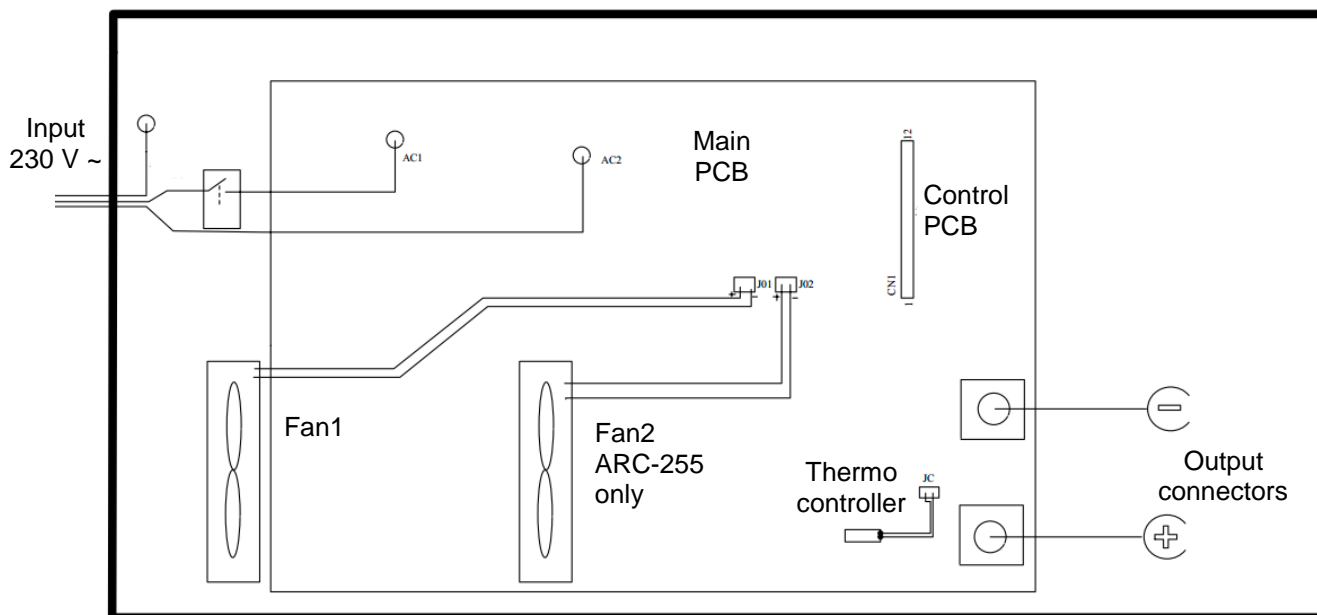 Input
230 V ~
AC1
AC2
Main
PCB
12
Control
PCB
CN1
1
J01
J02
+
-
+
-
Fan1
Fan2
ARC-255
only
Thermo
controller
JC
-
+
Output
connectors